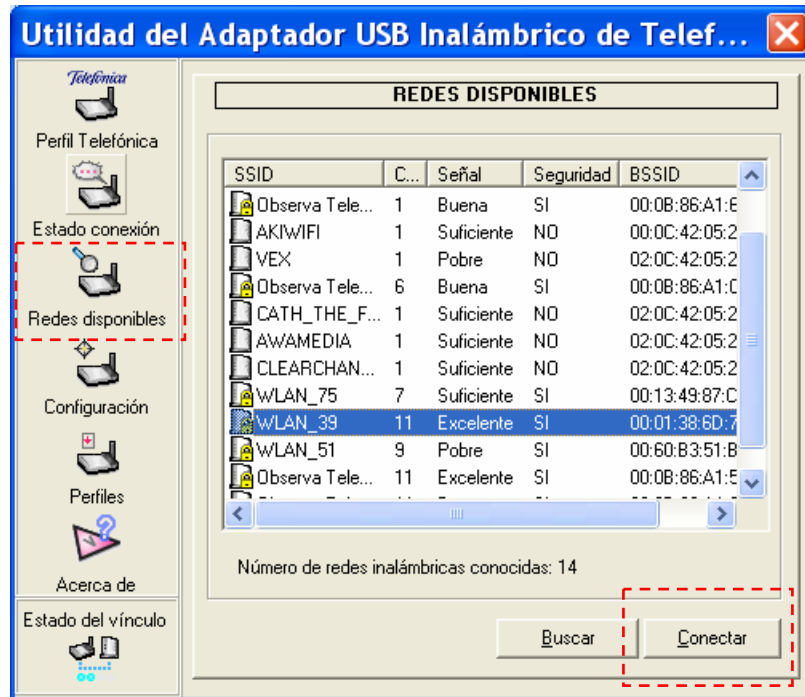 Utilidad del Adaptador USB Inalámbrico de Telef...
Telefónica
Perfil Telefónica
Estado conexión
Redes disponibles
Configuración
Perfiles
Acerca de
Estado del vínculo
REDES DISPONIBLES
SSID C... Señal Seguridad BSSID
Observa Tele... 1 Buena SI 00:0B:86:A1:6
AKIWIFI 1 Suficiente NO 00:0C:42:05:2
VEX 1 Pobre NO 02:0C:42:05:2
Observa Tele... 6 Buena SI 00:0B:86:A1:
CATH_THE_F... 1 Suficiente NO 02:0C:42:05:2
AWAMEDIA 1 Suficiente NO 02:0C:42:05:2
CLEARCHAN... 1 Suficiente NO 02:0C:42:05:2
WLAN_75 7 Suficiente SI 00:13:49:87:
WLAN_39 11 Excelente SI 00:01:38:6D:7
WLAN_51 9 Pobre SI 00:60:B3:51:B
Observa Tele... 11 Excelente SI 00:0B:86:A1:5
Número de redes inalámbricas conocidas: 14
Buscar Conectar